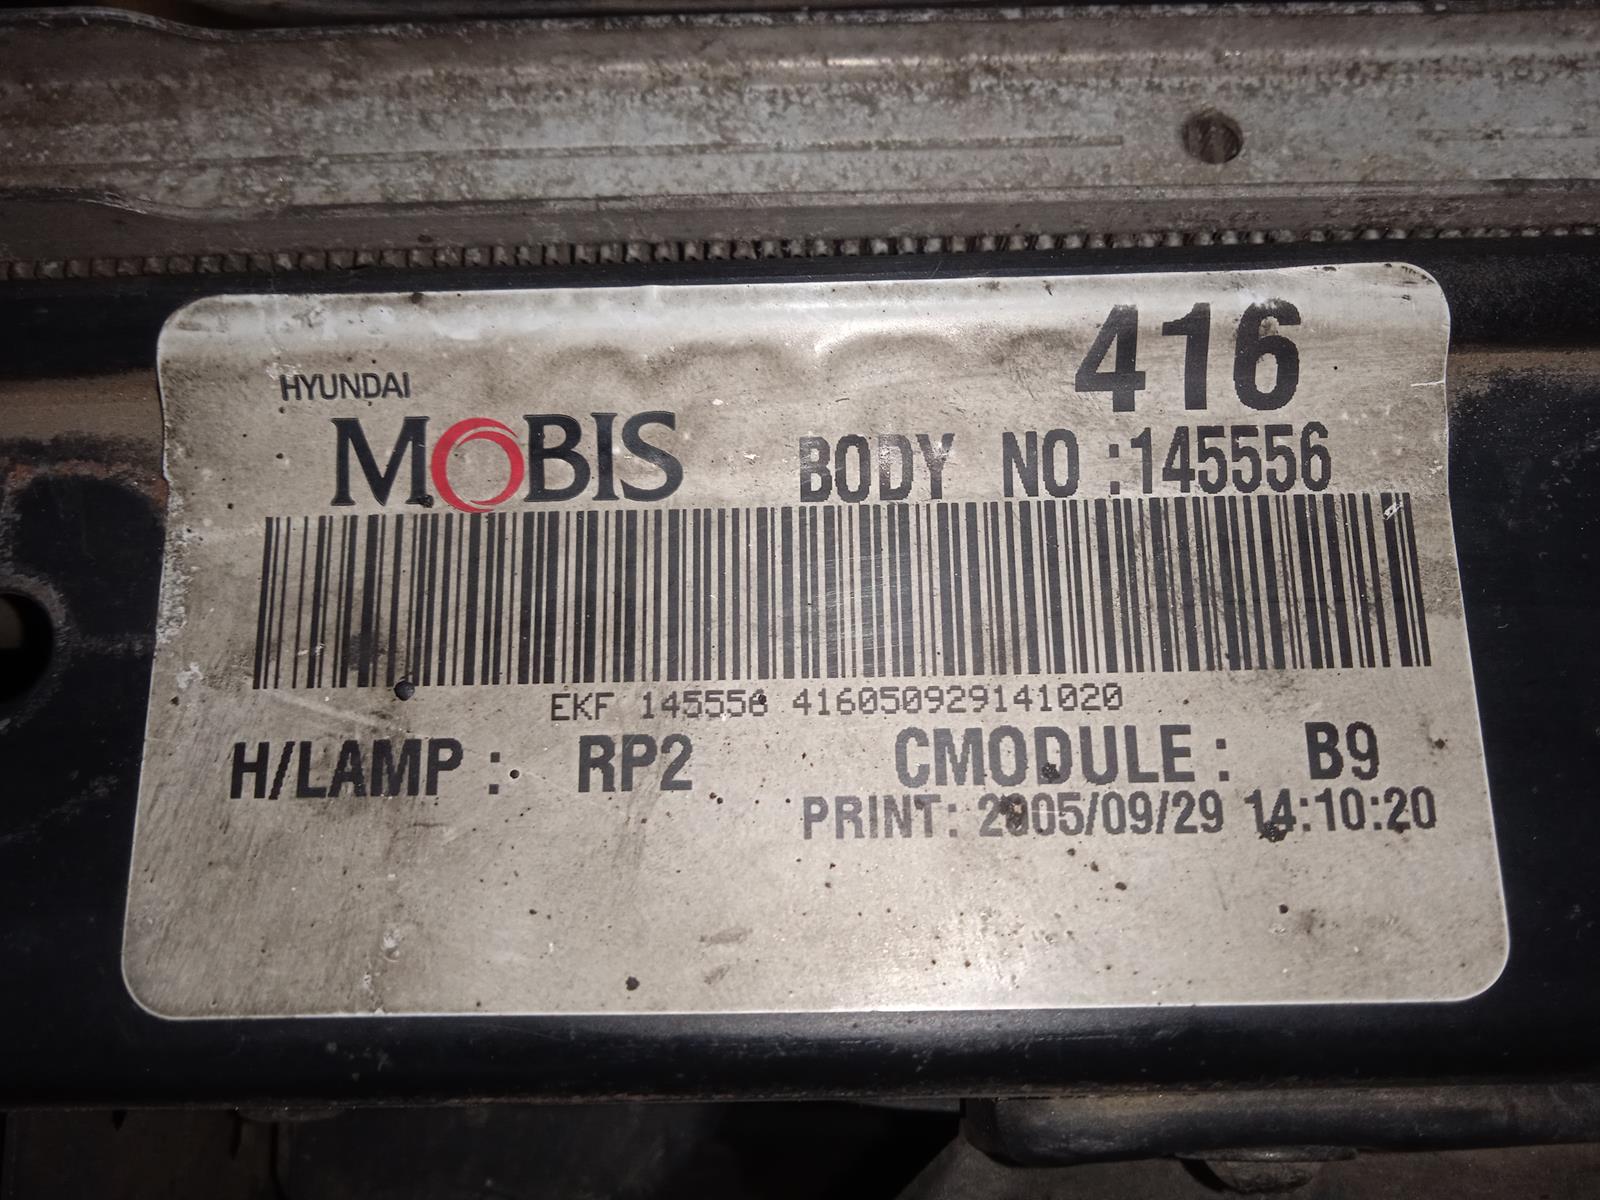 416
HYUNDAI
MOBIS
BODY NO :145556
EKF 145556 416050929141020
H/LAMP : RP2 CMODULE : B9
PRINT: 2005/09/29 14:10:20